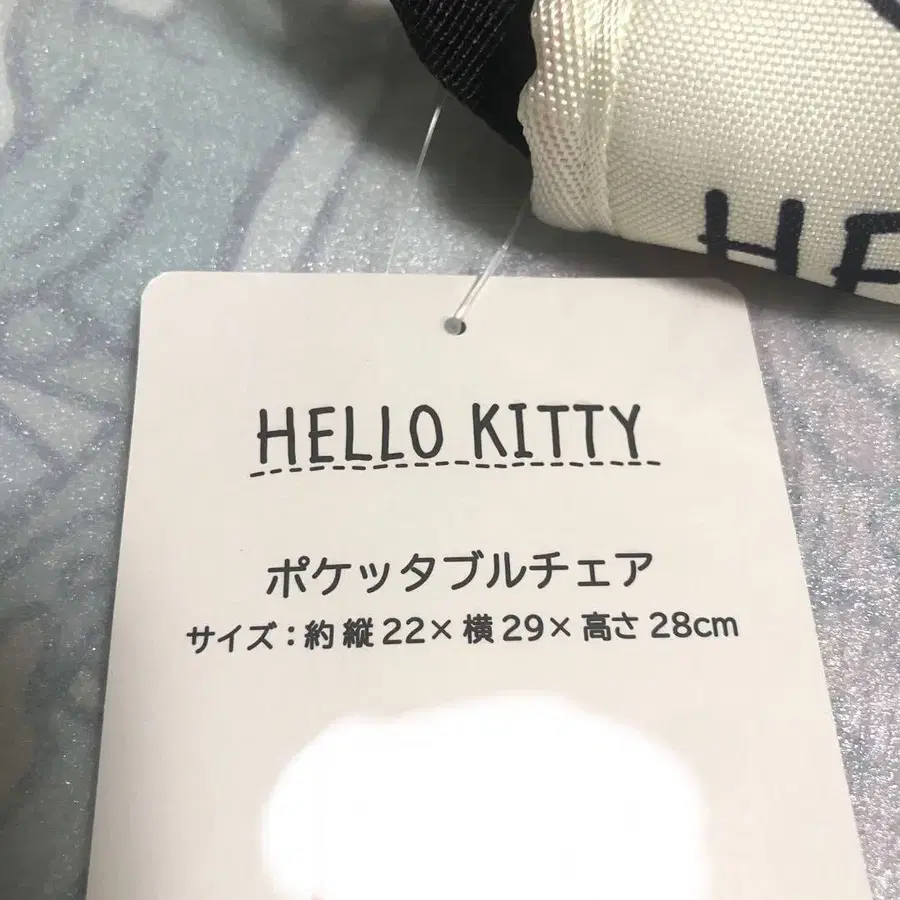 HE
HELLO KITTY
ポケッタブルチェア
サイズ：約 縦 22× 横 29× 高さ 28cm